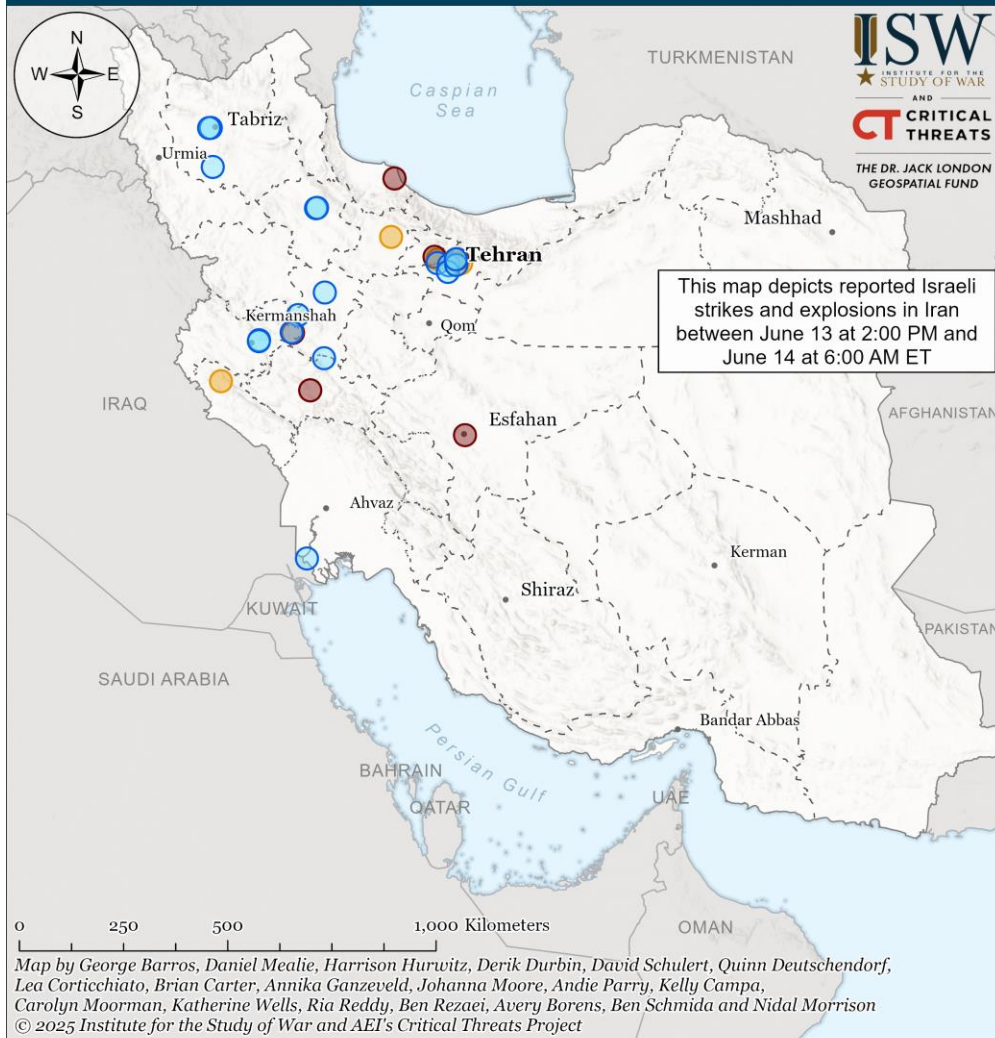 N
W E
S
TURKMENISTAN
ISW
INSTITUTE FOR THE
STUDY OF WAR
AND
CT CRITICAL
THREATS
THE DR. JACK LONDON
GEOSPATIAL FUND
Caspian
Sea
Tabriz
Urmia
Mashhad
Tehran
This map depicts reported Israeli
strikes and explosions in Iran
between June 13 at 2:00 PM and
June 14 at 6:00 AM ET
Kermanshah
Qom
IRAQ
AFGHANISTAN
Esfahan
Ahvaz
Kerman
Shiraz
KUWAIT
PAKISTAN
SAUDI ARABIA
Bandar Abbas
Persian Gulf
BAHRAIN
QATAR
UAE
OMAN
0 250 500 1,000 Kilometers
Map by George Barros, Daniel Mealie, Harrison Hurwitz, Derik Durbin, David Schulert, Quinn Deutschendorf,
Lea Corticchiato, Brian Carter, Annika Ganzeveld, Johanna Moore, Andie Parry, Kelly Campa,
Carolyn Moorman, Katherine Wells, Ria Reddy, Ben Rezaei, Avery Borens, Ben Schmida and Nidal Morrison
© 2025 Institute for the Study of War and AEI's Critical Threats Project